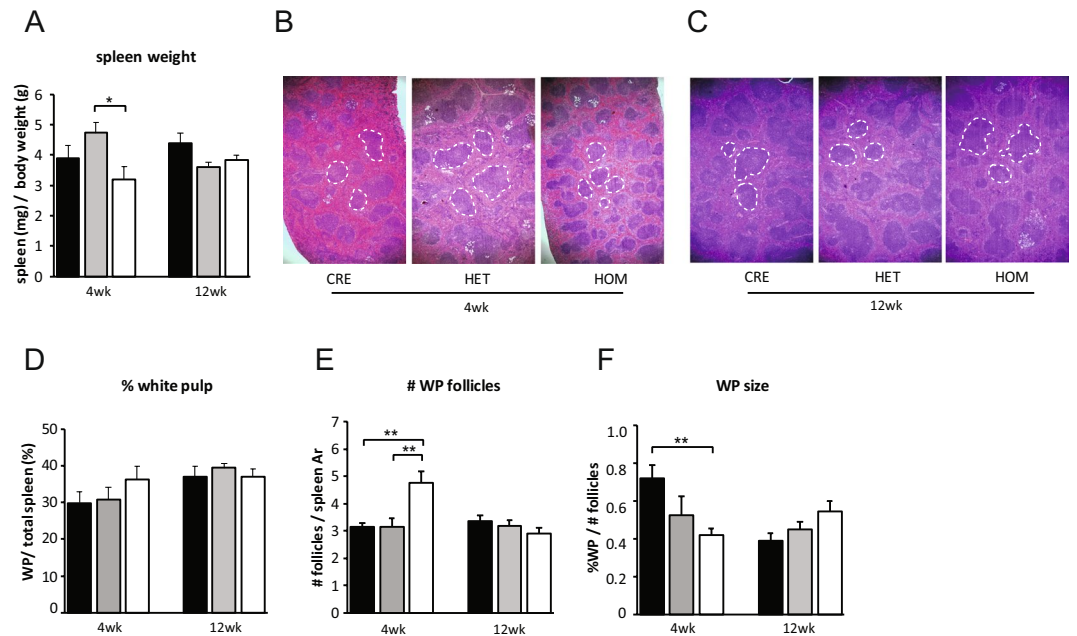 A
spleen weight
spleen (mg) / body weight (g)
6
5
4
3
2
1
0
*
4wk
12wk
B
CRE
HET
HOM
4wk
C
CRE
HET
HOM
12wk
D
% white pulp
WP/ total spleen (%)
50
40
30
20
10
0
4wk
12wk
E
# WP follicles
# follicles / spleen Ar
7
6
5
4
3
2
1
0
**
**
4wk
12wk
F
WP size
%WP / # follicles
1.0
0.8
0.6
0.4
0.2
0
**
4wk
12wk